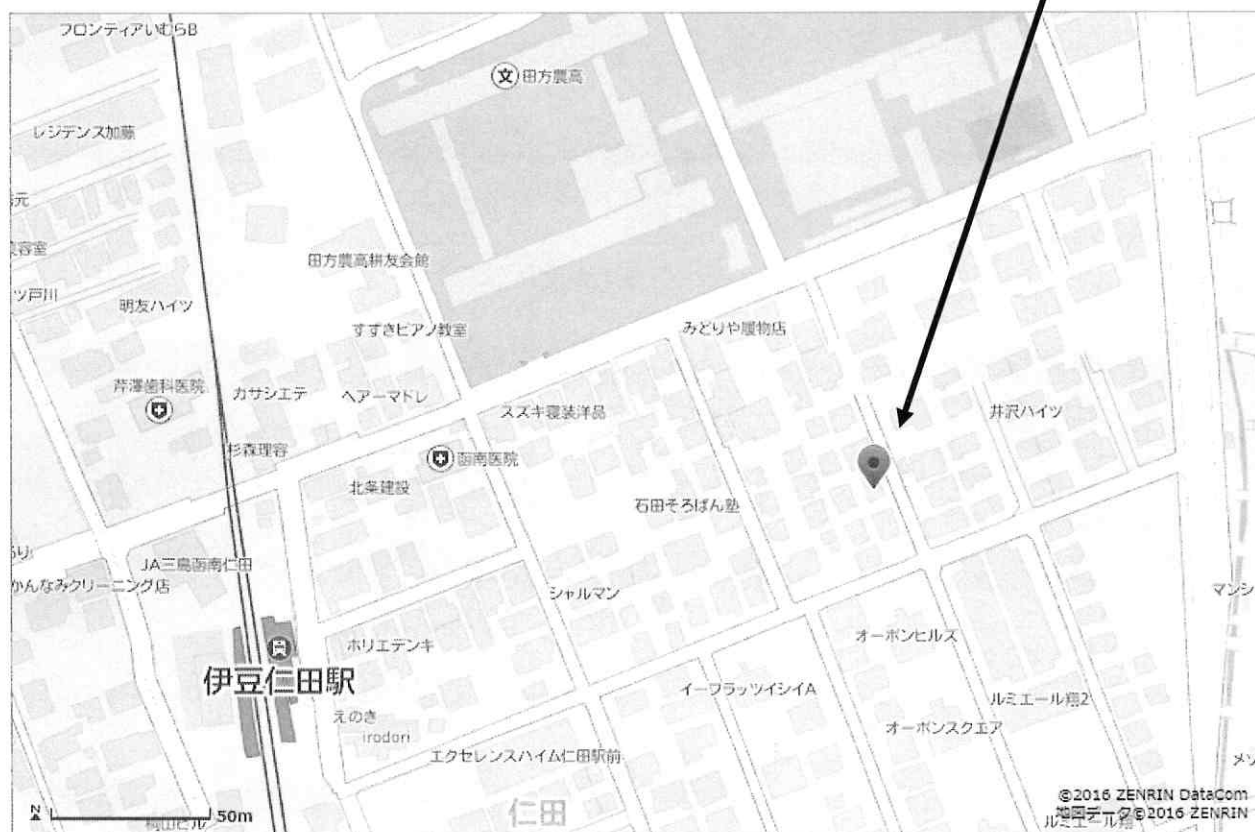 フロンティアいむらB
文 田方農高
レジデンス加藤
元
容室
ツ戸川
田方農高耕友会館
明友ハイツ
すずきピアノ教室
みどりや履物店
芹澤歯科医院
カサシエテ
ヘアーマドレ
スズキ寝装洋品
井沢ハイツ
杉森理容
函南医院
北条建設
石田そろばん塾
JA三島函南仁田
かんなみクリーニング店
シャルマン
マンシ
ホリエデンキ
オーボンヒルズ
伊豆仁田駅
イーフラッツイシイA
ルミエール翔2
えのき
irodori
オーボンスクエア
エクセレンスハイム仁田駅前
メソ
仁田
N
50m
©2016 ZENRIN DataCom
地図データ©2016 ZENRIN